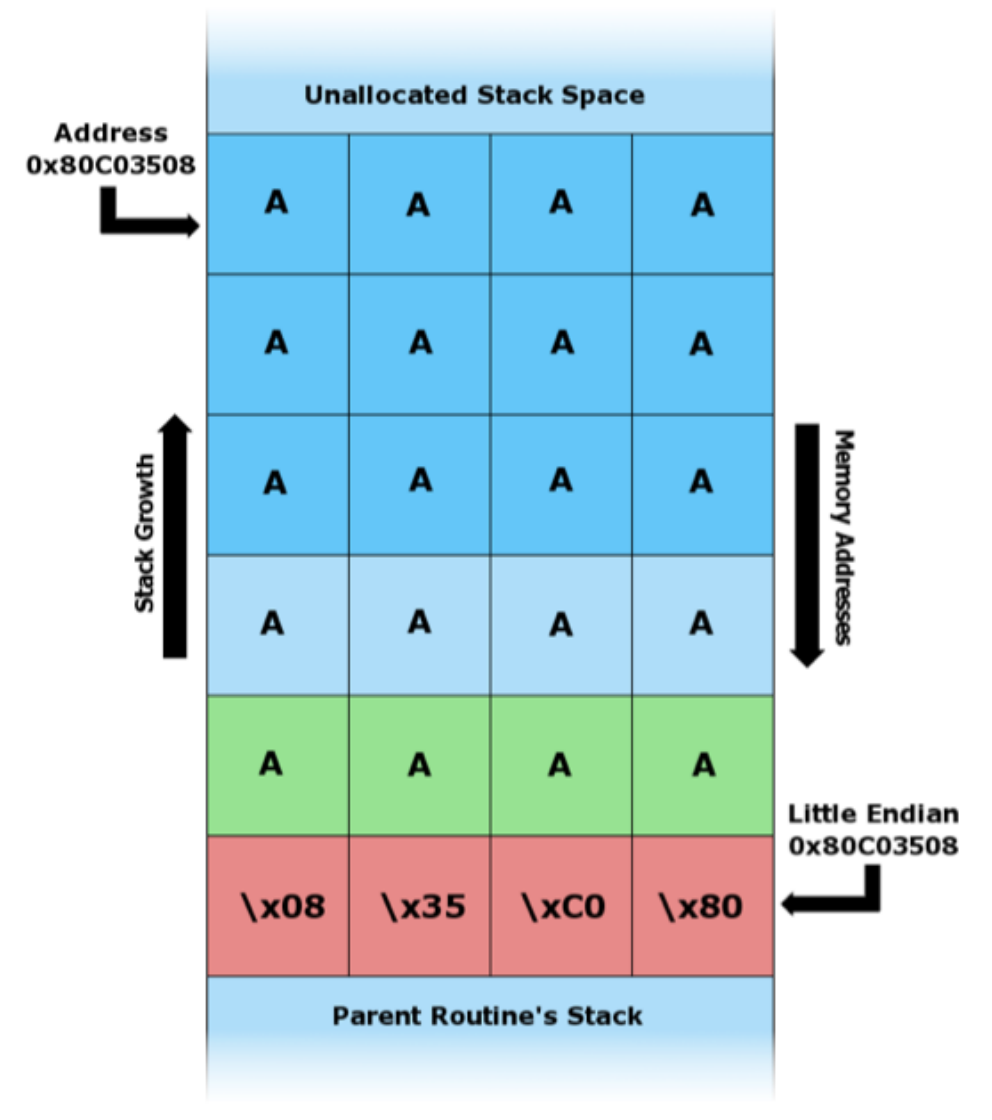 Unallocated Stack Space
Address
0x80C03508
A A A A
A A A A
Stack Growth
Memory Addresses
A A A A
A A A A
A A A A
Little Endian
0x80C03508
\x08 \x35 \xC0 \x80
Parent Routine's Stack